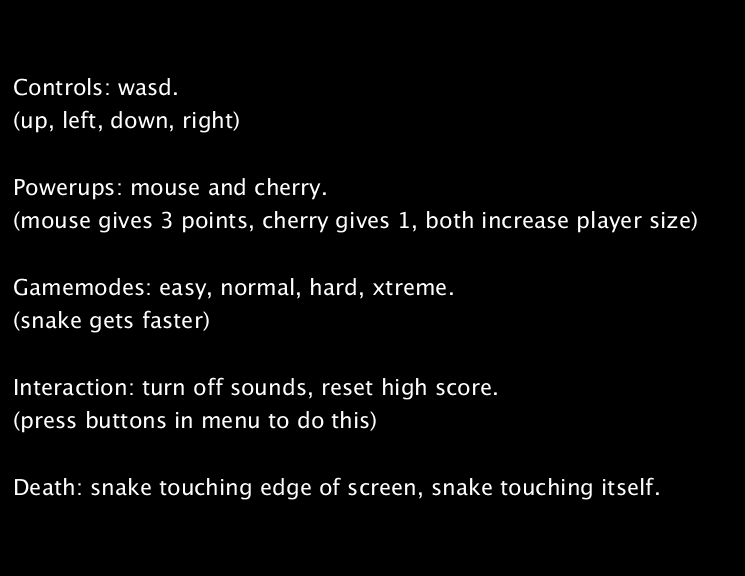 Controls: wasd.
(up, left, down, right)
Powerups: mouse and cherry.
(mouse gives 3 points, cherry gives 1, both increase player size)
Gamemodes: easy, normal, hard, xtreme.
(snake gets faster)
Interaction: turn off sounds, reset high score.
(press buttons in menu to do this)
Death: snake touching edge of screen, snake touching itself.